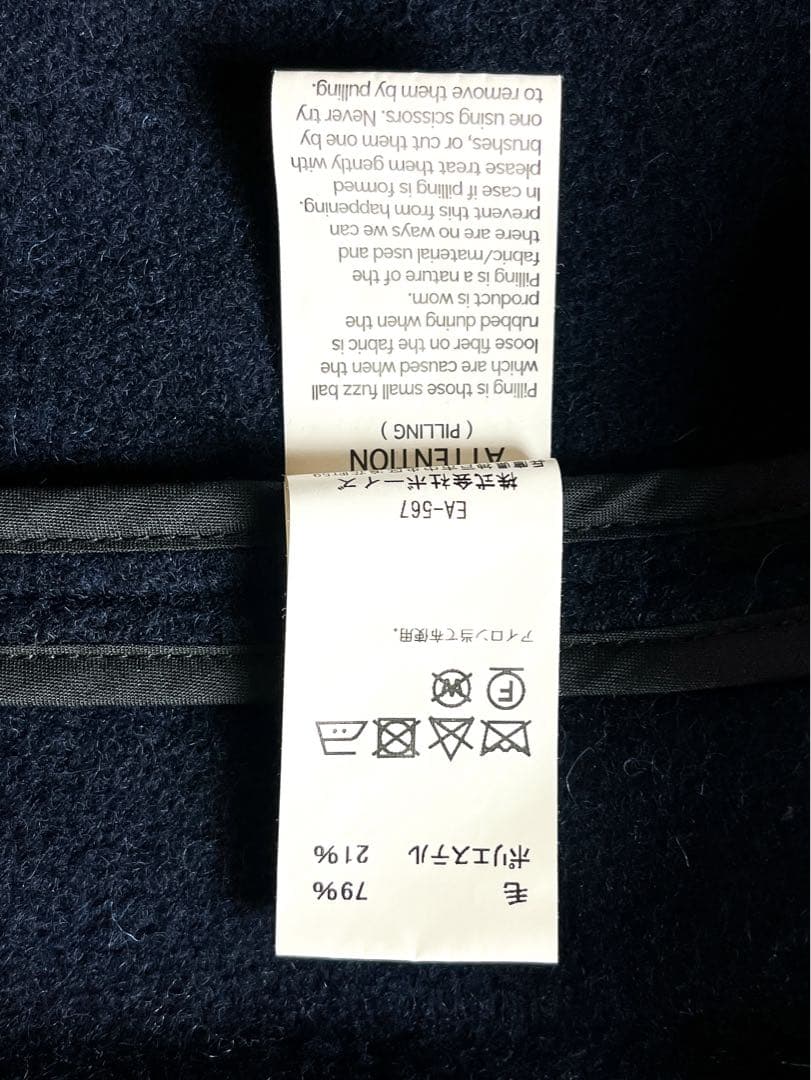 毛 79%
ポリエステル 21%
F W
アイロン当て布使用。
EA-567
株式会社ボーイズ
ATTENTION
( PILLING )
Pilling is those small fuzz ball
which are caused when the
loose fiber on the fabric is
rubbed during when the
product is worn.
Pilling is a nature of the
fabric/material used and
there are no ways we can
prevent this from happening.
In case if pilling is formed
please treat them gently with
brushes, or cut them one by
one using scissors. Never try
to remove them by pulling.